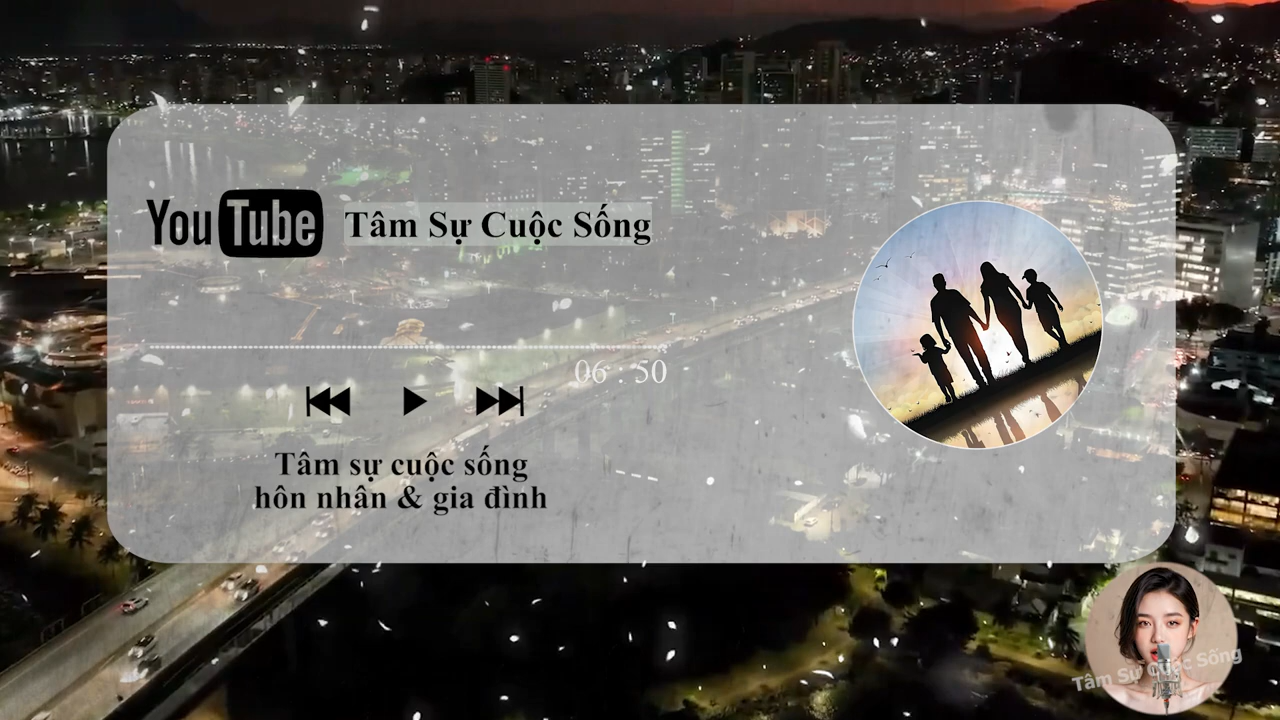 YouTube Tâm Sự Cuộc Sống
06 : 50
Tâm sự cuộc sống
hôn nhân & gia đình
Tâm Sự Cuộc Sống